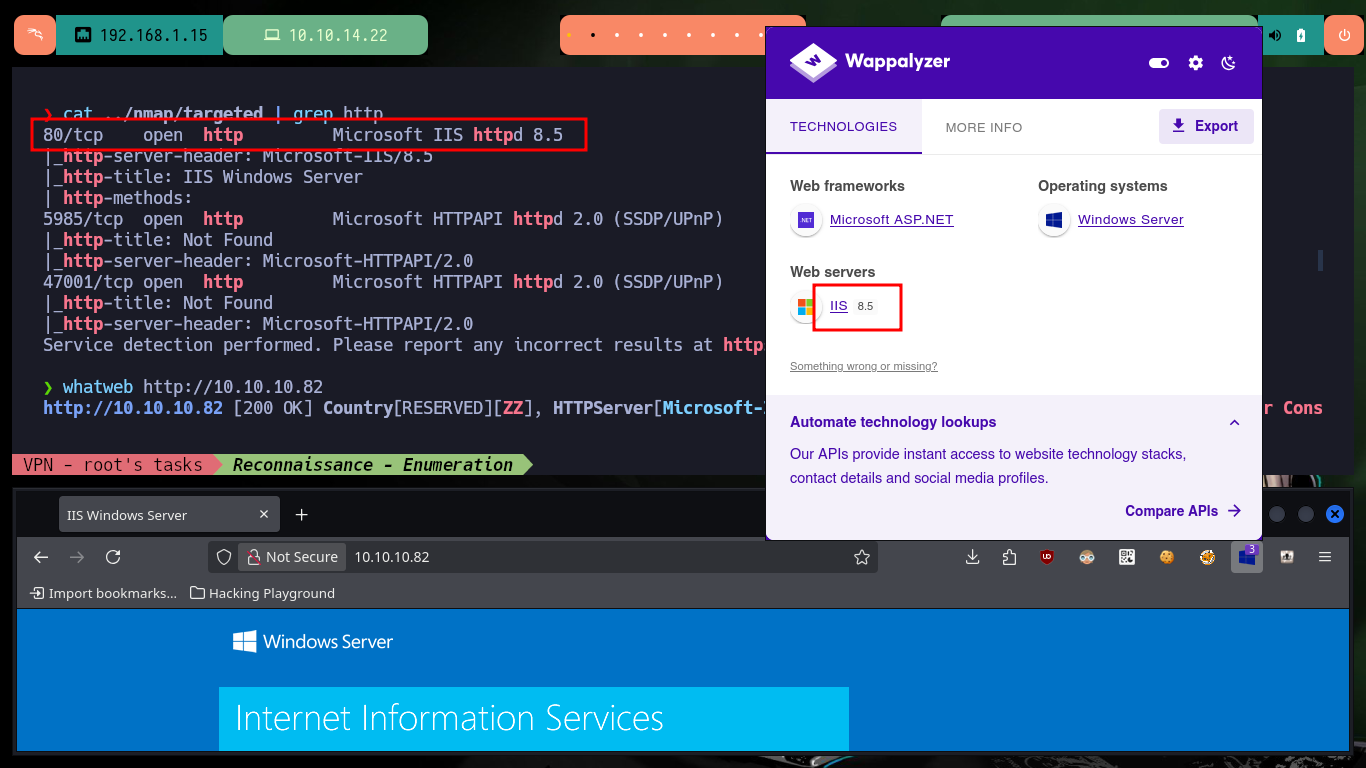 192.168.1.15
10.10.14.22
❯ cat ../nmap/targeted | grep http
80/tcp    open  http         Microsoft IIS httpd 8.5
|_http-server-header: Microsoft-IIS/8.5
|_http-title: IIS Windows Server
| http-methods:
5985/tcp  open  http         Microsoft HTTPAPI httpd 2.0 (SSDP/UPnP)
|_http-title: Not Found
|_http-server-header: Microsoft-HTTPAPI/2.0
47001/tcp open  http         Microsoft HTTPAPI httpd 2.0 (SSDP/UPnP)
|_http-title: Not Found
|_http-server-header: Microsoft-HTTPAPI/2.0
Service detection performed. Please report any incorrect results at http
❯ whatweb http://10.10.10.82
http://10.10.10.82 [200 OK] Country[RESERVED][ZZ], HTTPServer[Microsoft- r Cons
VPN - root's tasks
Reconnaissance - Enumeration
Wappalyzer
TECHNOLOGIES
MORE INFO
Export
Web frameworks
.NET Microsoft ASP.NET
Operating systems
Windows Server
Web servers
IIS 8.5
Something wrong or missing?
Automate technology lookups
Our APIs provide instant access to website technology stacks,
contact details and social media profiles.
Compare APIs
IIS Windows Server
Not Secure
10.10.10.82
3
Import bookmarks...
Hacking Playground
Windows Server
Internet Information Services